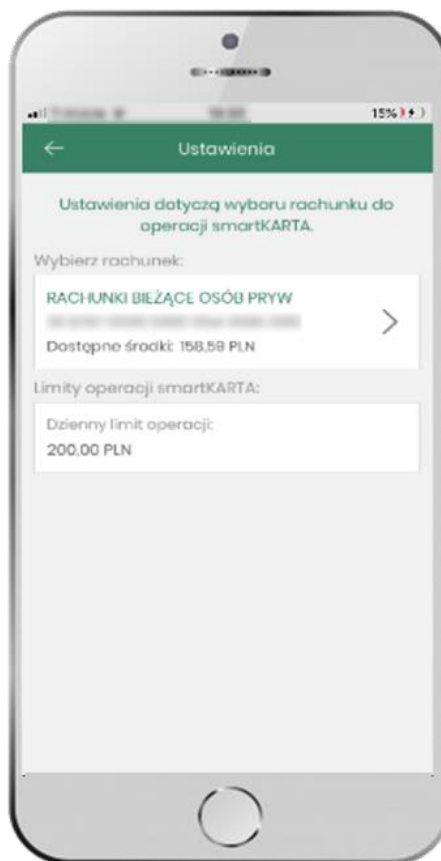 15%
Ustawienia
Ustawienia dotyczą wyboru rachunku do
operacji smartKARTA.
Wybierz rachunek:
RACHUNKI BIEŻĄCE OSÓB PRYW
Dostępne środki: 158,59 PLN
Limity operacji smartKARTA:
Dzienny limit operacji:
200,00 PLN